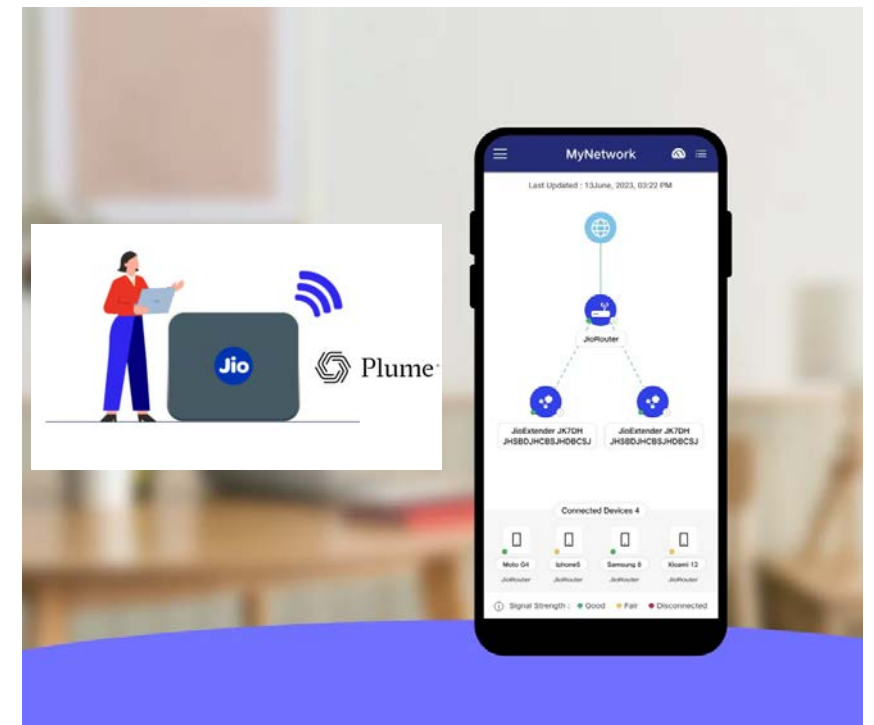 Jio
Plume
MyNetwork
Last Updated : 13June, 2023, 03:22 PM
JioRouter
JioExtender JK7DH
JHSBDJHCBSJHDBCSJ
JioExtender JK7DH
JHSBDJHCBSJHDBCSJ
Connected Devices 4
Moto G4 Iphone5 Samsung 8 Xioami 12
JioRouter JioRouter JioRouter JioRouter
Signal Strength : Good Fair Disconnected